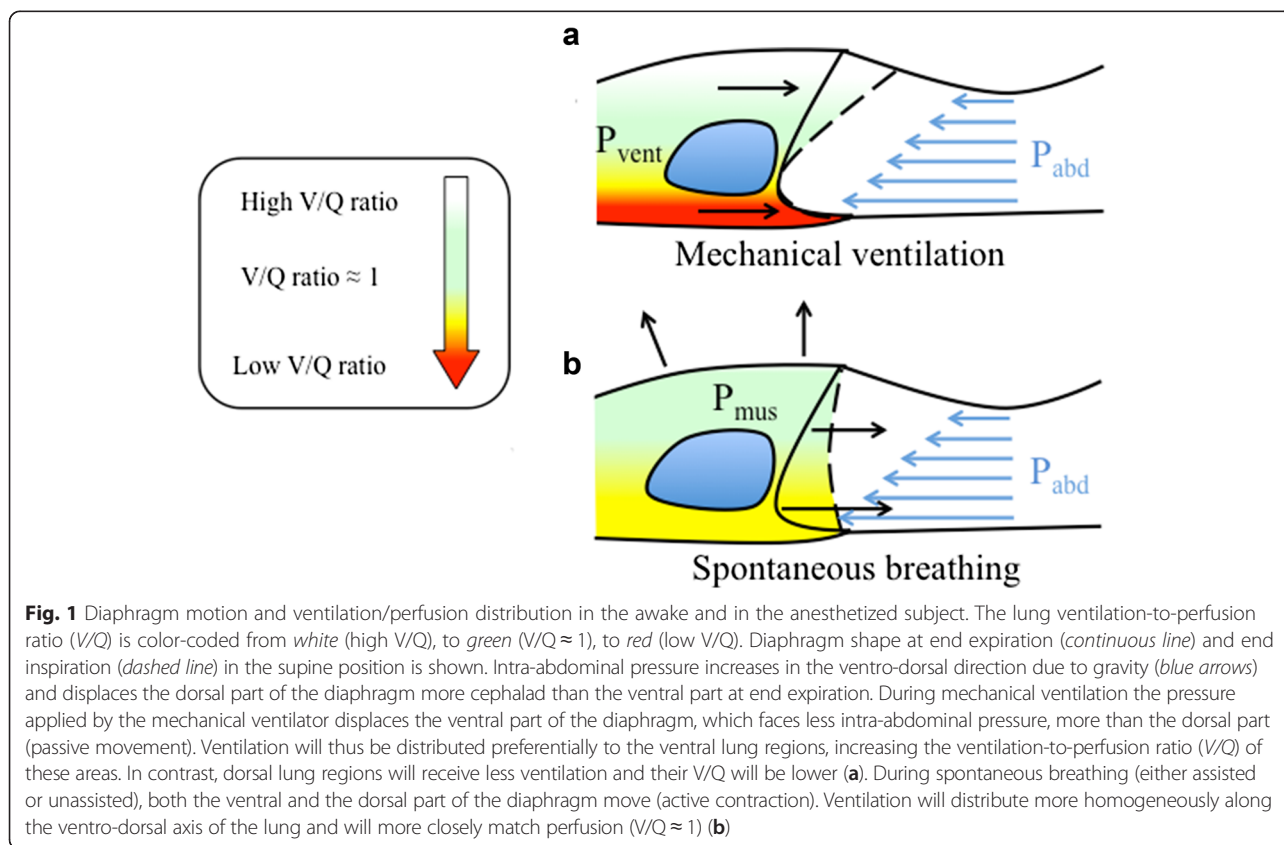 a
P_vent
P_abd
Mechanical ventilation
High V/Q ratio
V/Q ratio ≈ 1
Low V/Q ratio
b
P_mus
P_abd
Spontaneous breathing
Fig. 1 Diaphragm motion and ventilation/perfusion distribution in the awake and in the anesthetized subject. The lung ventilation-to-perfusion
ratio (V/Q) is color-coded from white (high V/Q), to green (V/Q ≈ 1), to red (low V/Q). Diaphragm shape at end expiration (continuous line) and end
inspiration (dashed line) in the supine position is shown. Intra-abdominal pressure increases in the ventro-dorsal direction due to gravity (blue arrows)
and displaces the dorsal part of the diaphragm more cephalad than the ventral part at end expiration. During mechanical ventilation the pressure
applied by the mechanical ventilator displaces the ventral part of the diaphragm, which faces less intra-abdominal pressure, more than the dorsal part
(passive movement). Ventilation will thus be distributed preferentially to the ventral lung regions, increasing the ventilation-to-perfusion ratio (V/Q) of
these areas. In contrast, dorsal lung regions will receive less ventilation and their V/Q will be lower (a). During spontaneous breathing (either assisted
or unassisted), both the ventral and the dorsal part of the diaphragm move (active contraction). Ventilation will distribute more homogeneously along
the ventro-dorsal axis of the lung and will more closely match perfusion (V/Q ≈ 1) (b)